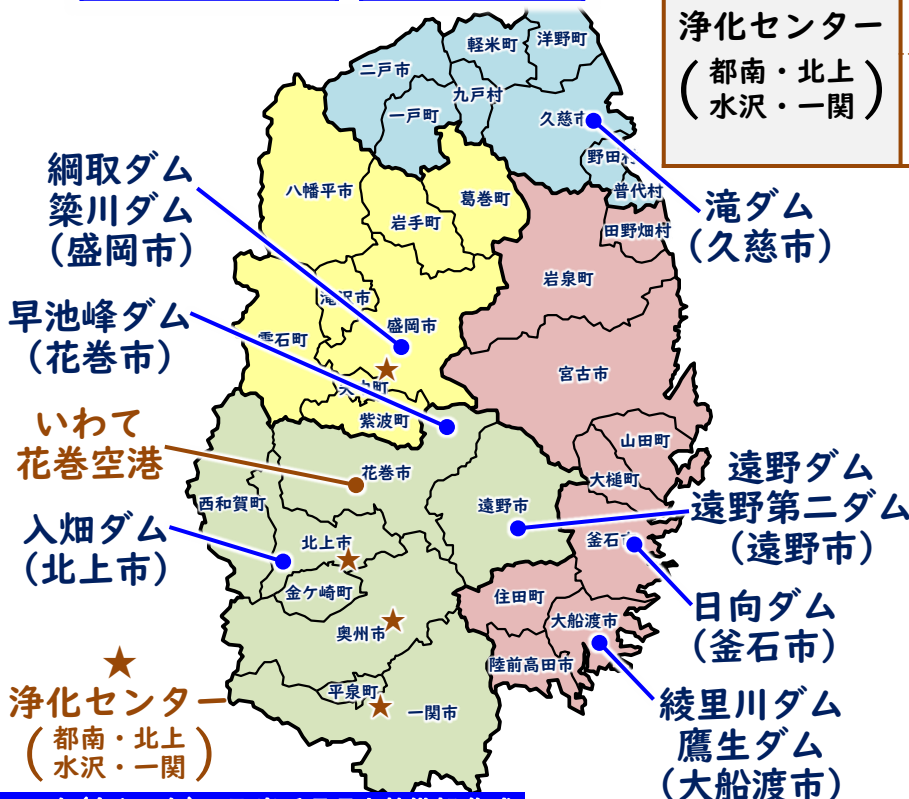 浄化センター
(都南・北上
水沢・一関)
洋野町
軽米町
二戸市
九戸村
一戸町
久慈市
野田村
普代村
八幡平市
葛巻町
岩手町
田野畑村
綱取ダム
簗川ダム
(盛岡市)
滝ダム
(久慈市)
岩泉町
滝沢市
盛岡市
雫石町
早池峰ダム
(花巻市)
宮古市
紫波町
いわて
花巻空港
花巻市
山田町
大槌町
西和賀町
遠野市
遠野ダム
遠野第二ダム
(遠野市)
入畑ダム
(北上市)
北上市
釜石市
金ケ崎町
住田町
大船渡市
日向ダム
(釜石市)
奥州市
陸前高田市
★
浄化センター
(都南・北上
水沢・一関)
平泉町
一関市
綾里川ダム
鷹生ダム
(大船渡市)